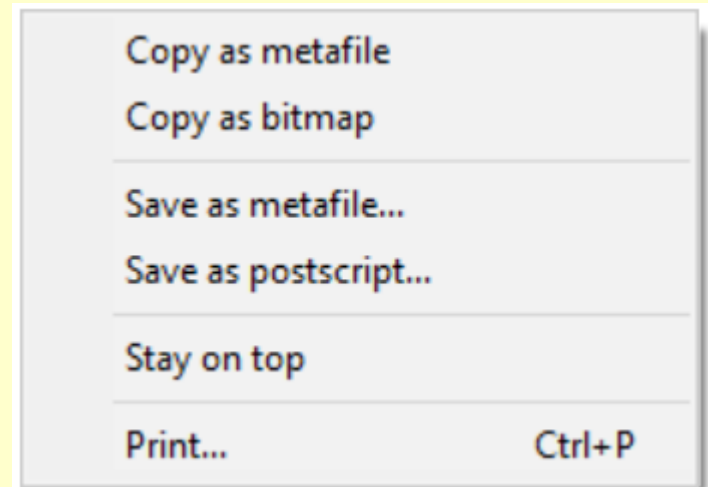 Copy as metafile
Copy as bitmap
Save as metafile...
Save as postscript...
Stay on top
Print... Ctrl+P